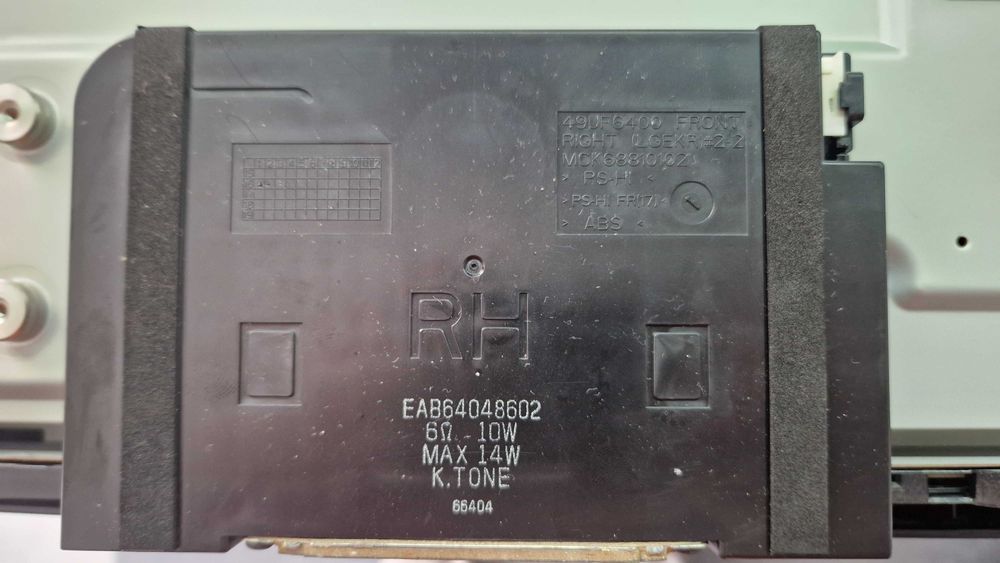 49UF6400 FRONT
RIGHT (LGEKR)#2-2
MCK68810102
> PS-HI <
>PS-HI FR(17)<
> ABS <
RH
EAB64048602
6Ω 10W
MAX 14W
K.TONE
66404